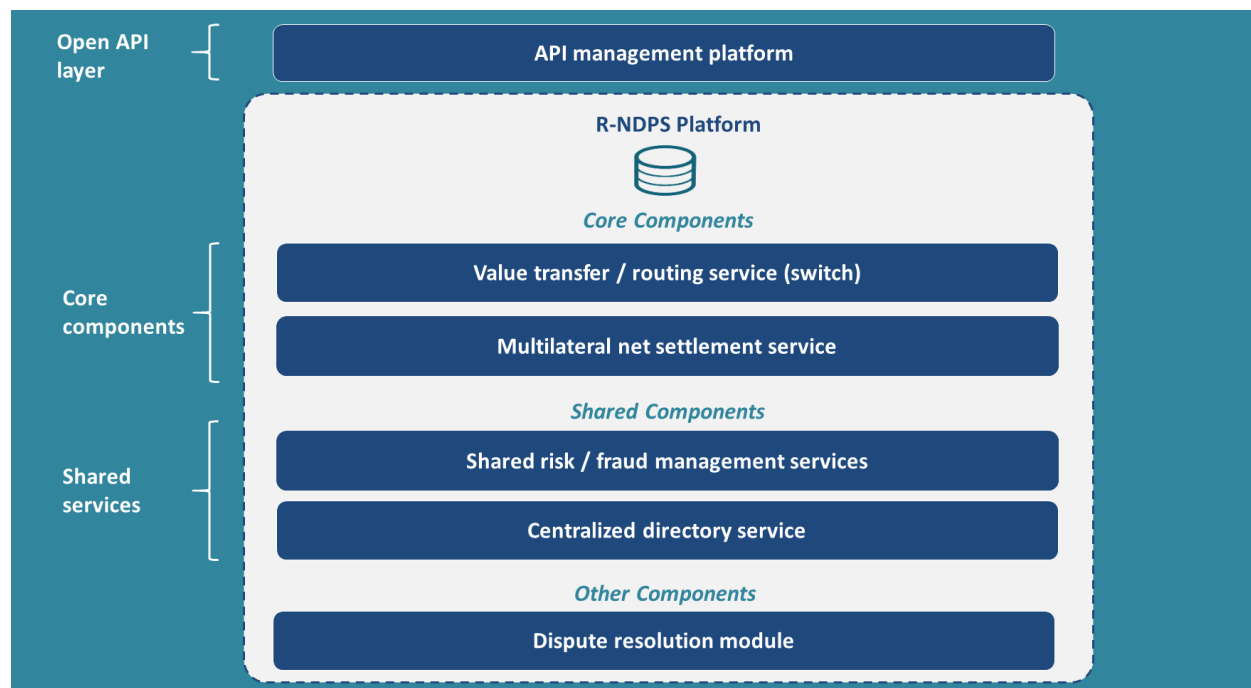 Open API
layer
API management platform
R-NDPS Platform
Core Components
Core
components
Value transfer / routing service (switch)
Multilateral net settlement service
Shared Components
Shared
services
Shared risk / fraud management services
Centralized directory service
Other Components
Dispute resolution module